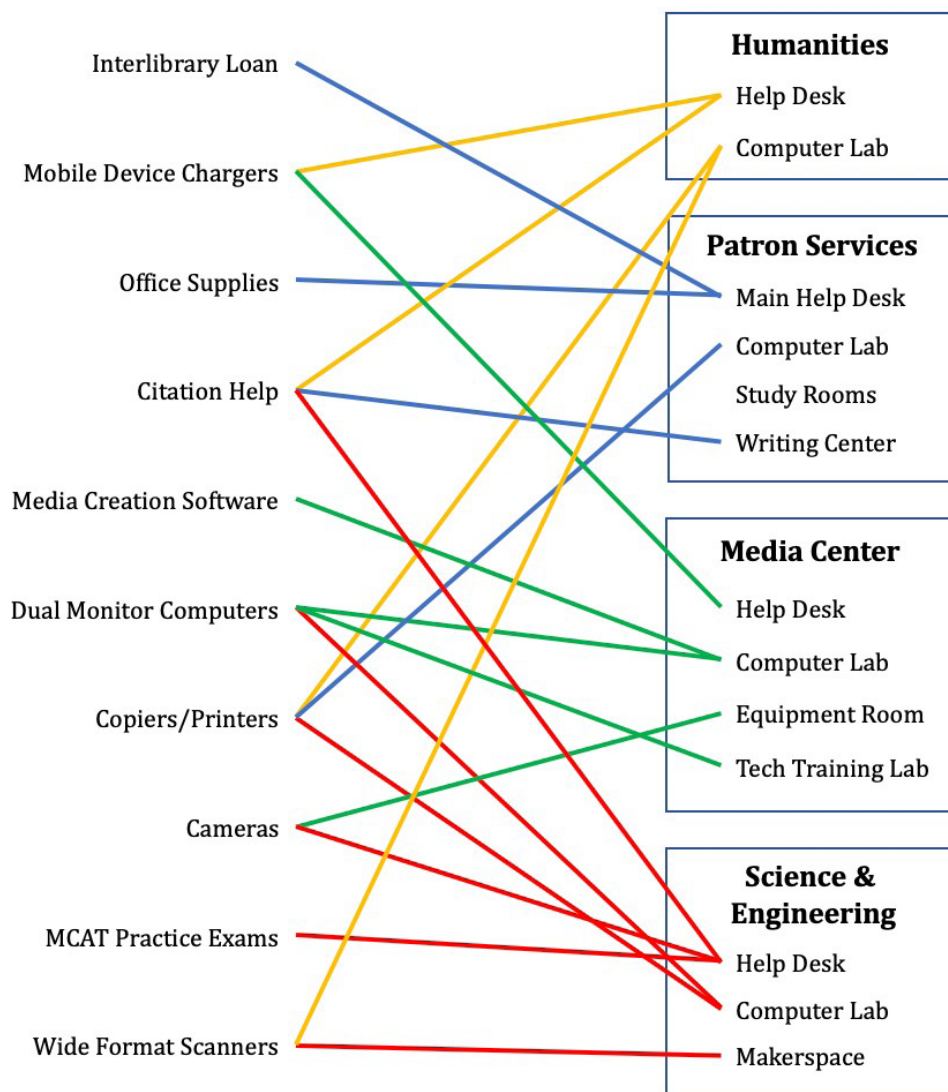 Interlibrary Loan
Mobile Device Chargers
Office Supplies
Citation Help
Media Creation Software
Dual Monitor Computers
Copiers/Printers
Cameras
MCAT Practice Exams
Wide Format Scanners
Humanities
Help Desk
Computer Lab
Patron Services
Main Help Desk
Computer Lab
Study Rooms
Writing Center
Media Center
Help Desk
Computer Lab
Equipment Room
Tech Training Lab
Science &
Engineering
Help Desk
Computer Lab
Makerspace